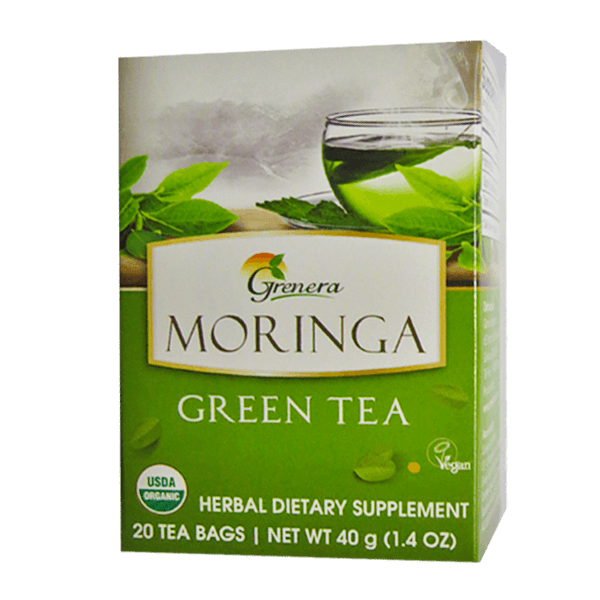 Grenera
MORINGA
GREEN TEA
Vegan
USDA
ORGANIC
HERBAL DIETARY SUPPLEMENT
20 TEA BAGS | NET WT 40 g (1.4 OZ)